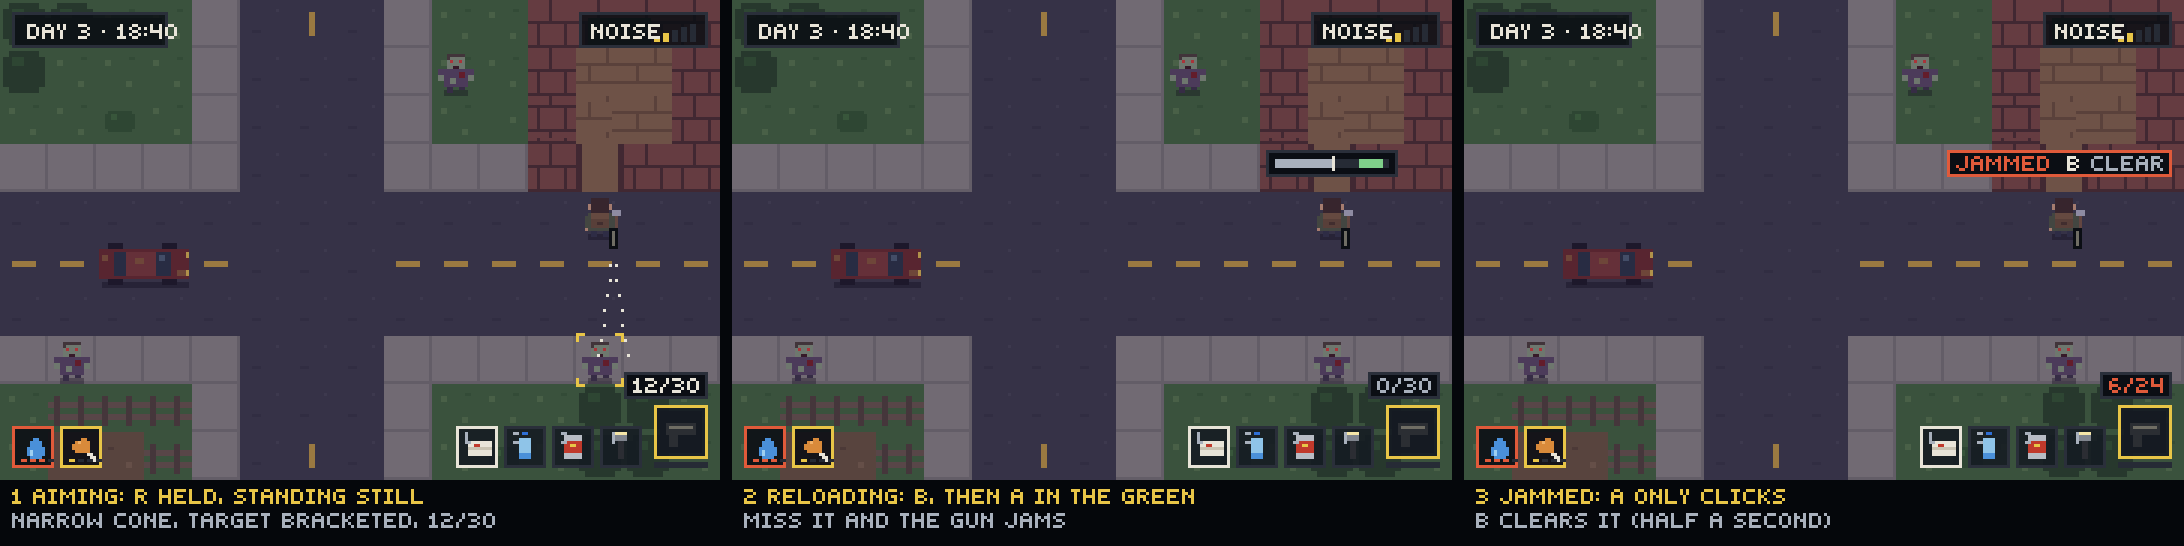 DAY 3 · 18:40
NOISE
12/30
1 AIMING: R HELD, STANDING STILL
NARROW CONE, TARGET BRACKETED, 12/30
DAY 3 · 18:40
NOISE
0/30
2 RELOADING: B, THEN A IN THE GREEN
MISS IT AND THE GUN JAMS
DAY 3 · 18:40
NOISE
JAMMED B CLEAR
6/24
3 JAMMED: A ONLY CLICKS
B CLEARS IT (HALF A SECOND)